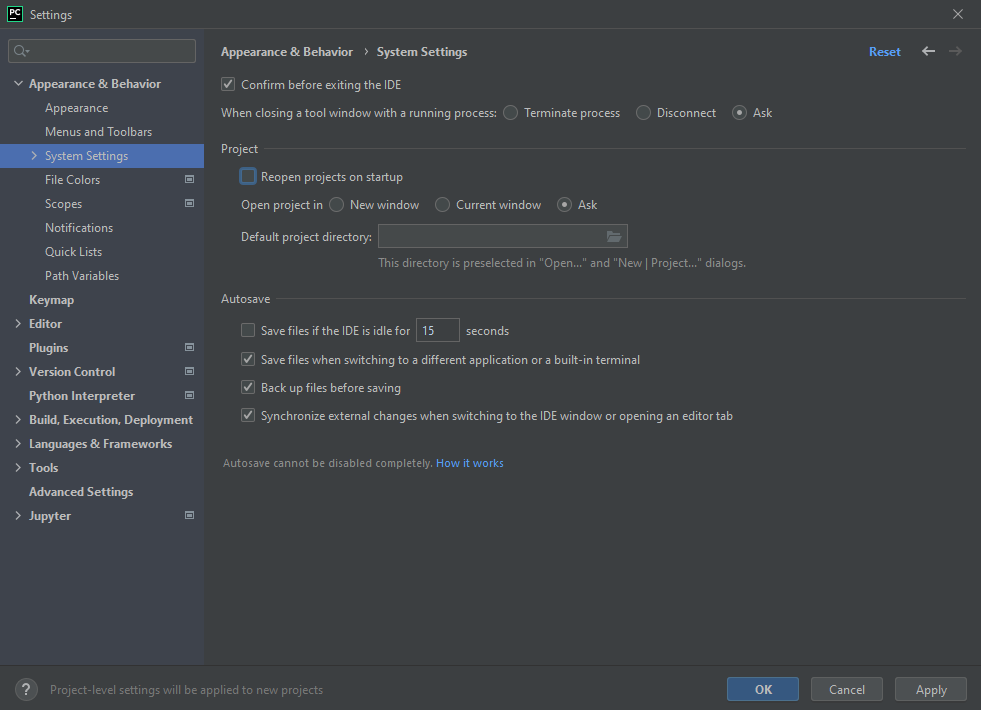 PC Settings
Appearance & Behavior
Appearance
Menus and Toolbars
System Settings
File Colors
Scopes
Notifications
Quick Lists
Path Variables
Keymap
Editor
Plugins
Version Control
Python Interpreter
Build, Execution, Deployment
Languages & Frameworks
Tools
Advanced Settings
Jupyter
Appearance & Behavior › System Settings Reset
Confirm before exiting the IDE
When closing a tool window with a running process: Terminate process Disconnect Ask
Project
Reopen projects on startup
Open project in New window Current window Ask
Default project directory:
This directory is preselected in "Open..." and "New | Project..." dialogs.
Autosave
Save files if the IDE is idle for 15 seconds
Save files when switching to a different application or a built-in terminal
Back up files before saving
Synchronize external changes when switching to the IDE window or opening an editor tab
Autosave cannot be disabled completely. How it works
? Project-level settings will be applied to new projects OK Cancel Apply